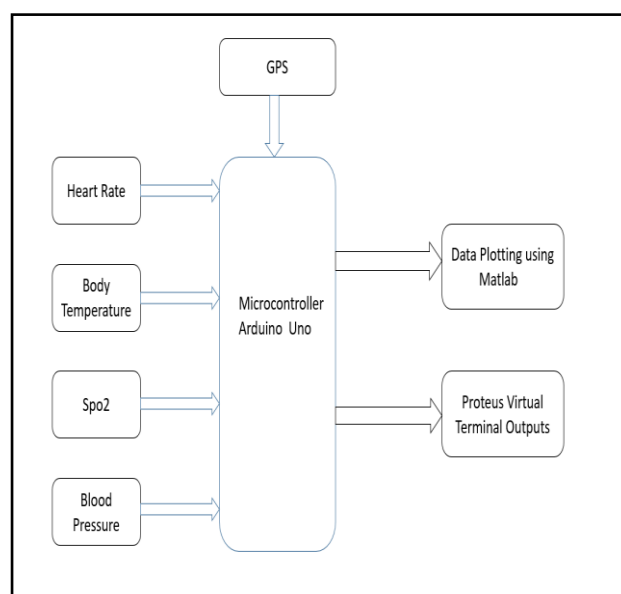 GPS
Heart Rate
Body
Temperature
Spo2
Blood
Pressure
Microcontroller
Arduino Uno
Data Plotting using
Matlab
Proteus Virtual
Terminal Outputs